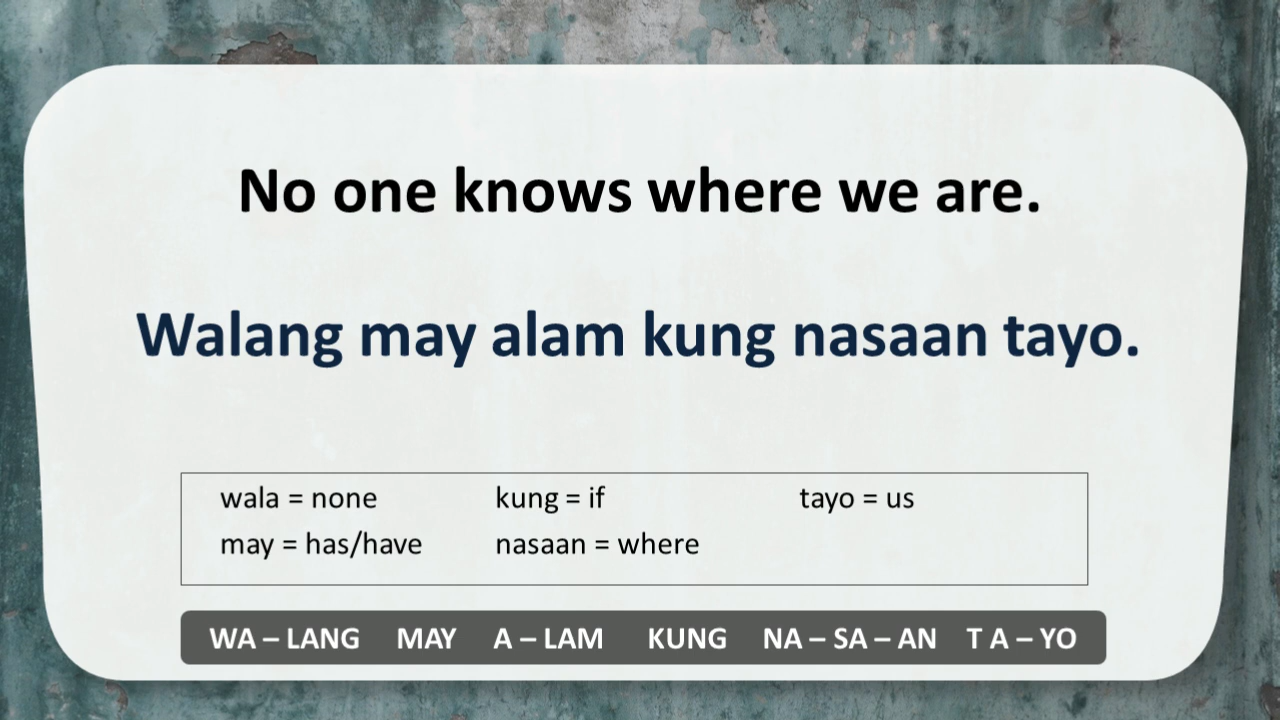 No one knows where we are.
Walang may alam kung nasaan tayo.
wala = none kung = if tayo = us
may = has/have nasaan = where
WA – LANG MAY A – LAM KUNG NA – SA – AN T A – YO